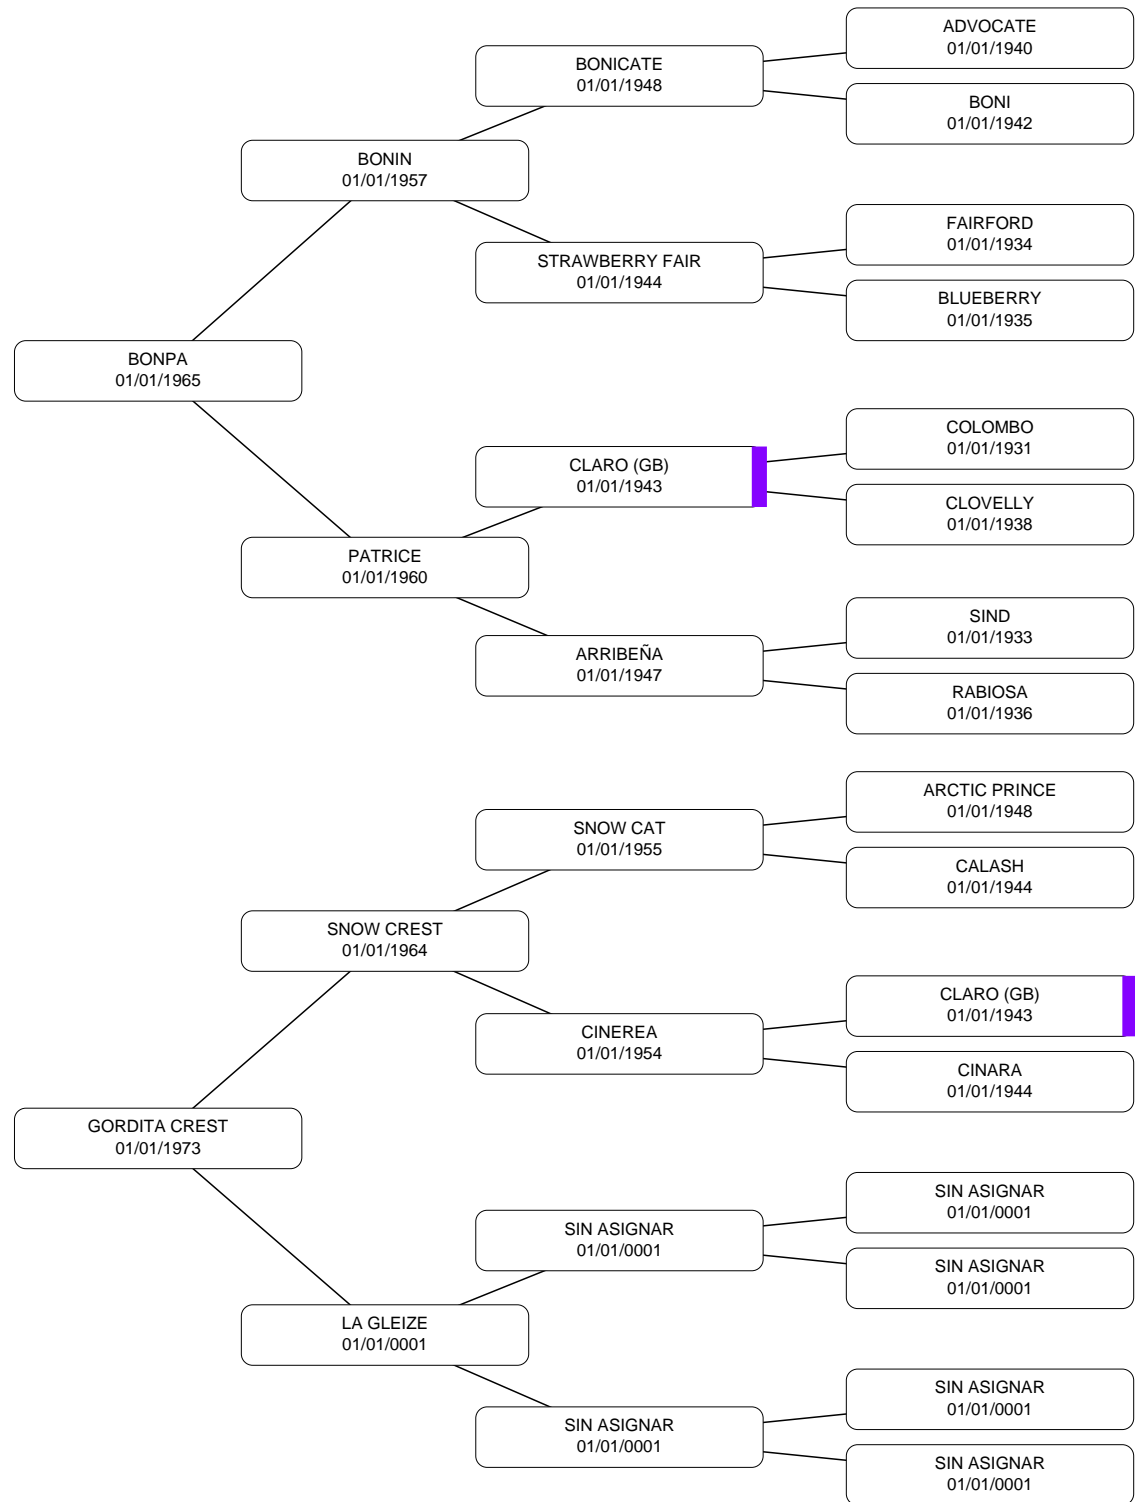 ADVOCATE
01/01/1940
BONICATE
01/01/1948
BONI
01/01/1942
BONIN
01/01/1957
FAIRFORD
01/01/1934
STRAWBERRY FAIR
01/01/1944
BLUEBERRY
01/01/1935
BONPA
01/01/1965
COLOMBO
01/01/1931
CLARO (GB)
01/01/1943
CLOVELLY
01/01/1938
PATRICE
01/01/1960
SIND
01/01/1933
ARRIBEÑA
01/01/1947
RABIOSA
01/01/1936
ARCTIC PRINCE
01/01/1948
SNOW CAT
01/01/1955
CALASH
01/01/1944
SNOW CREST
01/01/1964
CLARO (GB)
01/01/1943
CINEREA
01/01/1954
CINARA
01/01/1944
GORDITA CREST
01/01/1973
SIN ASIGNAR
01/01/0001
SIN ASIGNAR
01/01/0001
SIN ASIGNAR
01/01/0001
LA GLEIZE
01/01/0001
SIN ASIGNAR
01/01/0001
SIN ASIGNAR
01/01/0001
SIN ASIGNAR
01/01/0001